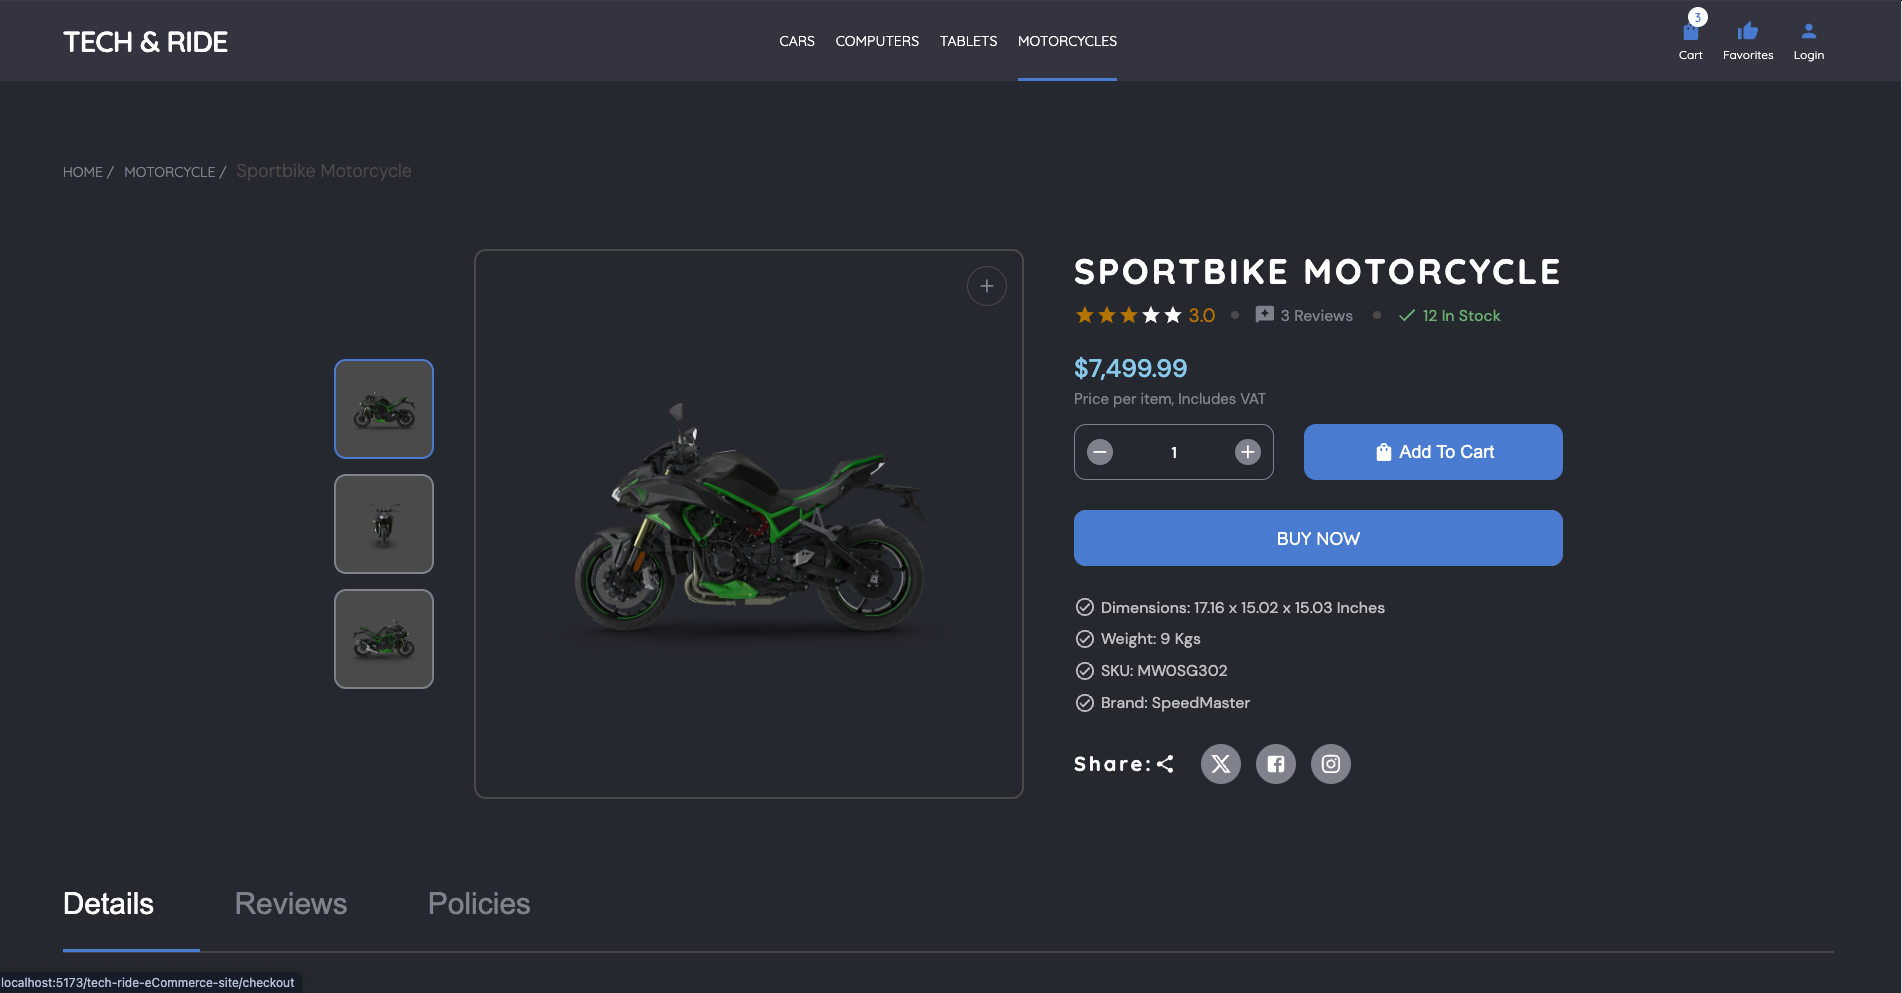 TECH & RIDE
CARS COMPUTERS TABLETS MOTORCYCLES
3
Cart Favorites Login
HOME / MOTORCYCLE / Sportbike Motorcycle
SPORTBIKE MOTORCYCLE
3.0 3 Reviews 12 In Stock
$7,499.99
Price per item, Includes VAT
1 Add To Cart
BUY NOW
Dimensions: 17.16 x 15.02 x 15.03 Inches
Weight: 9 Kgs
SKU: MW0SG302
Brand: SpeedMaster
Share:
Details Reviews Policies
localhost:5173/tech-ride-eCommerce-site/checkout